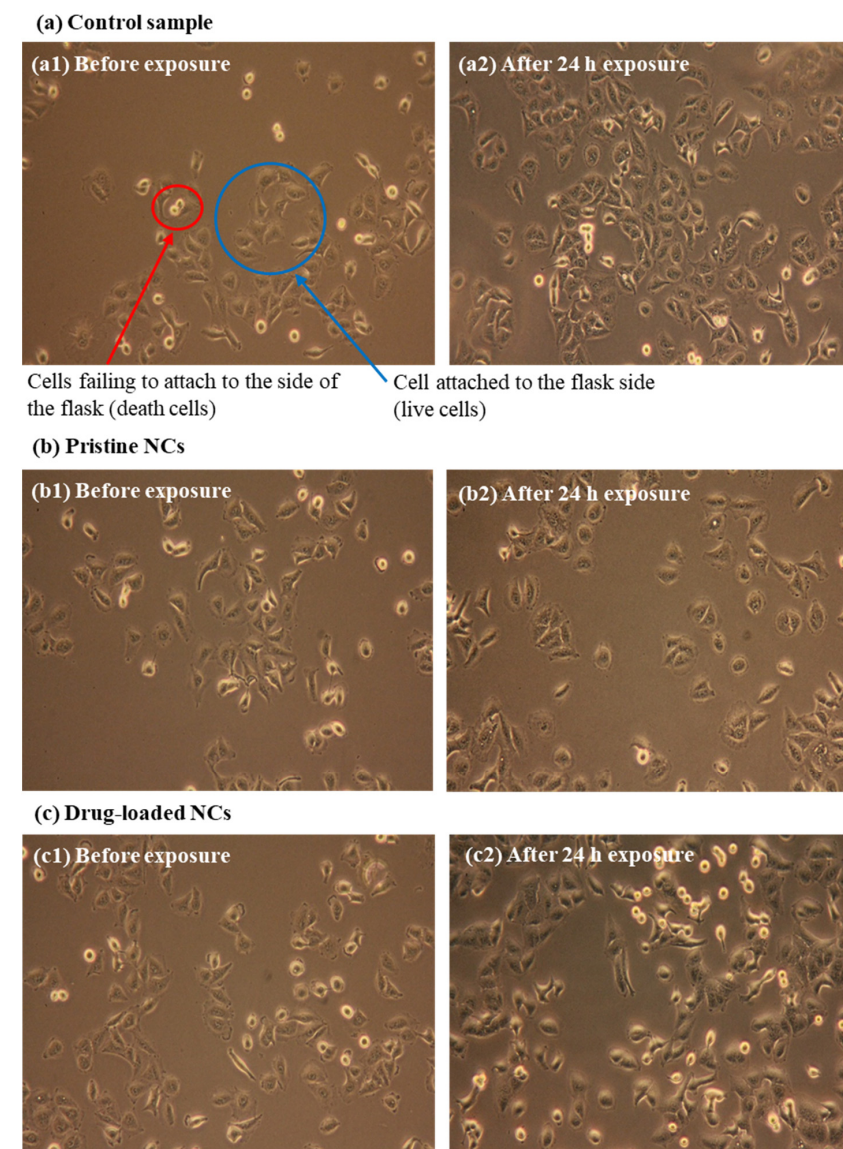 (a) Control sample
(a1) Before exposure
(a2) After 24 h exposure
Cells failing to attach to the side of
the flask (death cells)
Cell attached to the flask side
(live cells)
(b) Pristine NCs
(b1) Before exposure
(b2) After 24 h exposure
(c) Drug-loaded NCs
(c1) Before exposure
(c2) After 24 h exposure